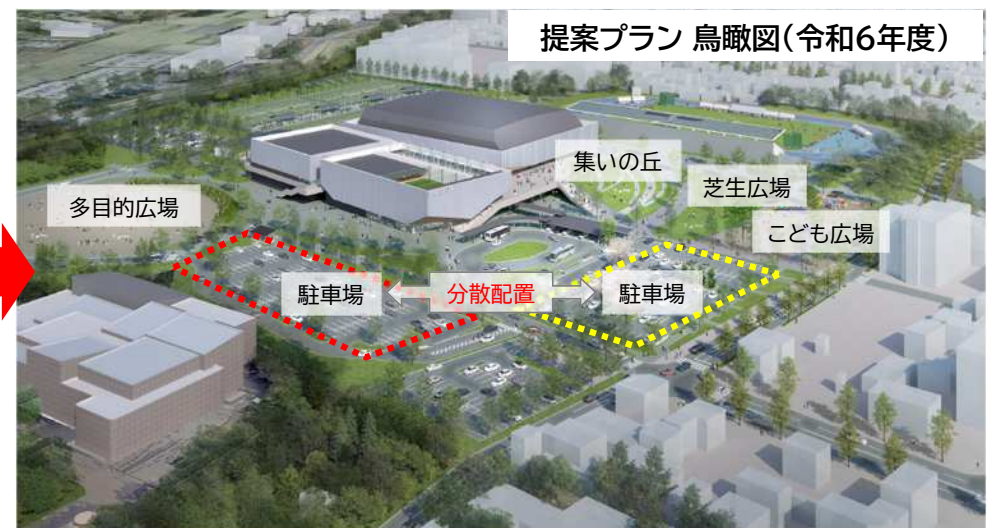 提案プラン 鳥瞰図(令和6年度)
集いの丘
芝生広場
多目的広場
こども広場
駐車場
分散配置
駐車場